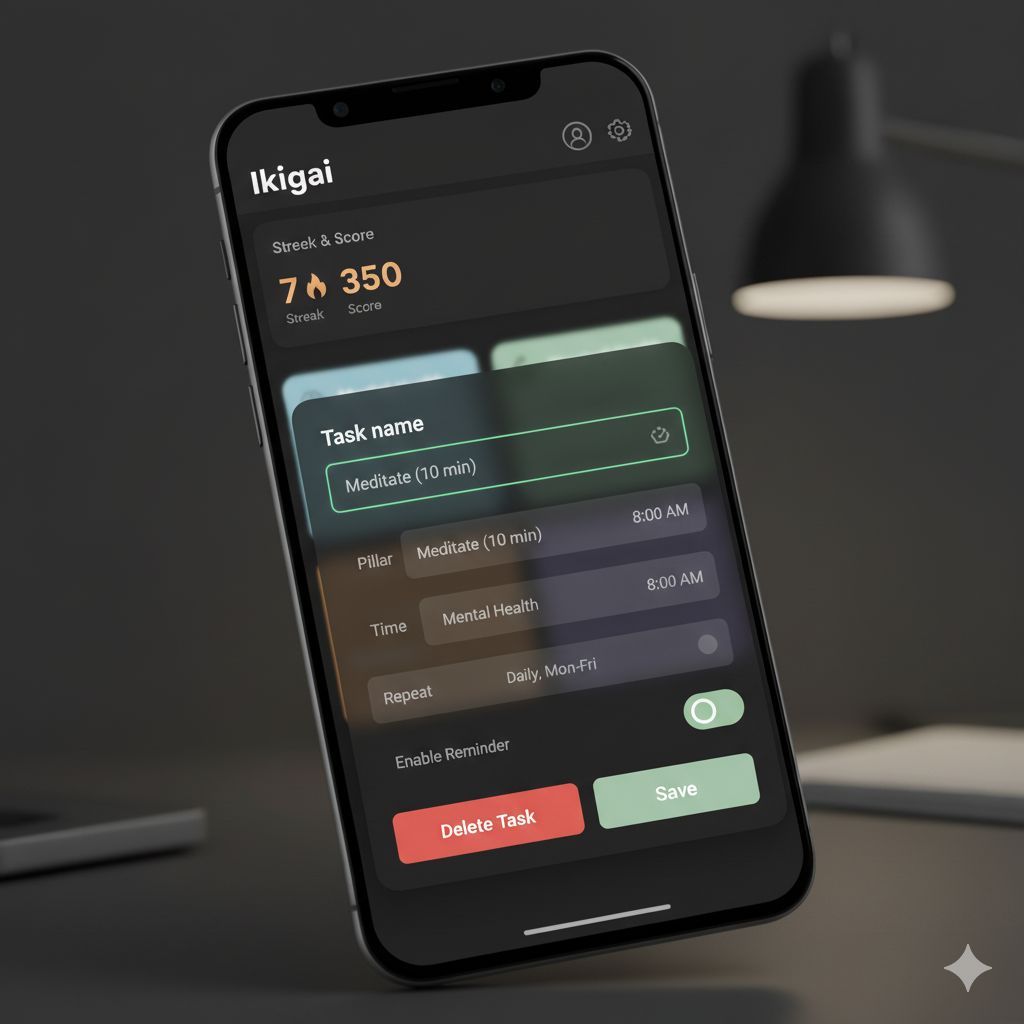 Ikigai
Streek & Score
7 350
Streak Score
Task name
Meditate (10 min)
Pillar Meditate (10 min) 8:00 AM
Time Mental Health 8:00 AM
Repeat Daily, Mon-Fri
Enable Reminder
Delete Task Save